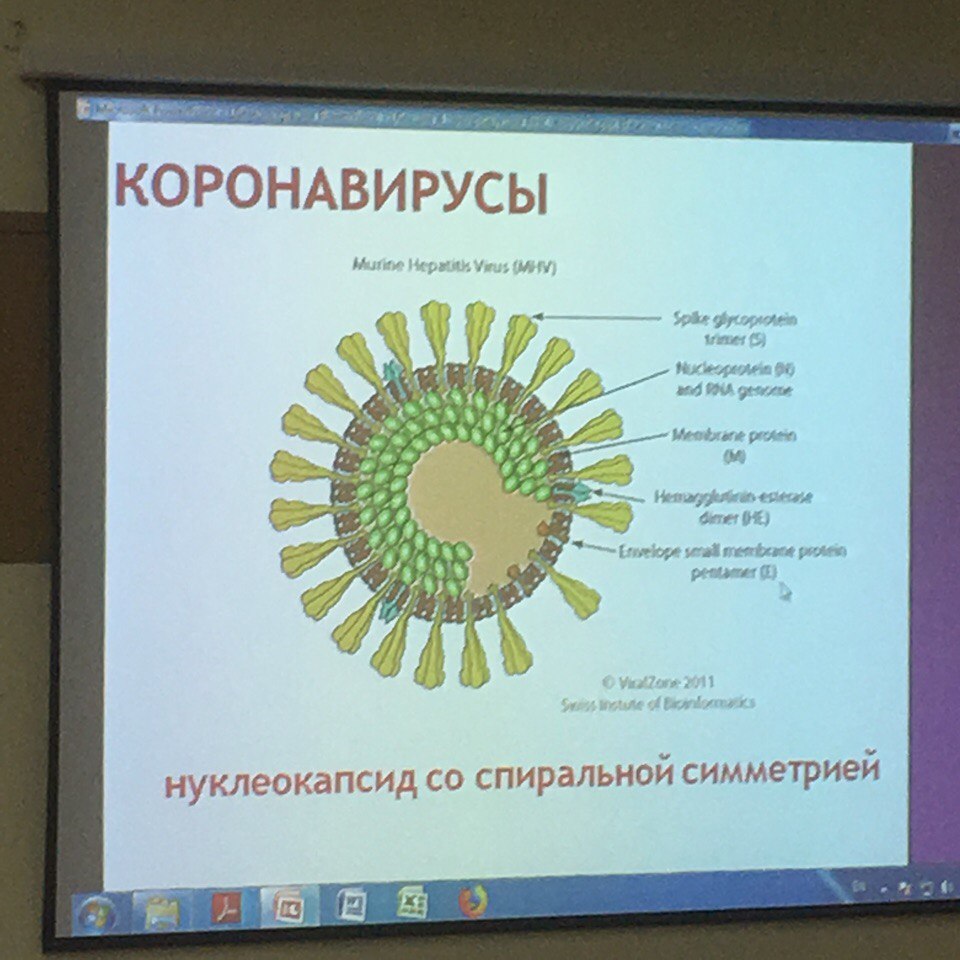 КОРОНАВИРУСЫ
Murine Hepatitis Virus (MHV)
Spike glycoprotein
trimer (S)
Nucleoprotein (N)
and RNA genome
Membrane protein
(M)
Hemagglutinin-esterase
dimer (HE)
Envelope small membrane protein
pentamer (E)
© ViralZone 2011
Swiss Instute of Bioinformatics
нуклеокапсид со спиральной симметрией